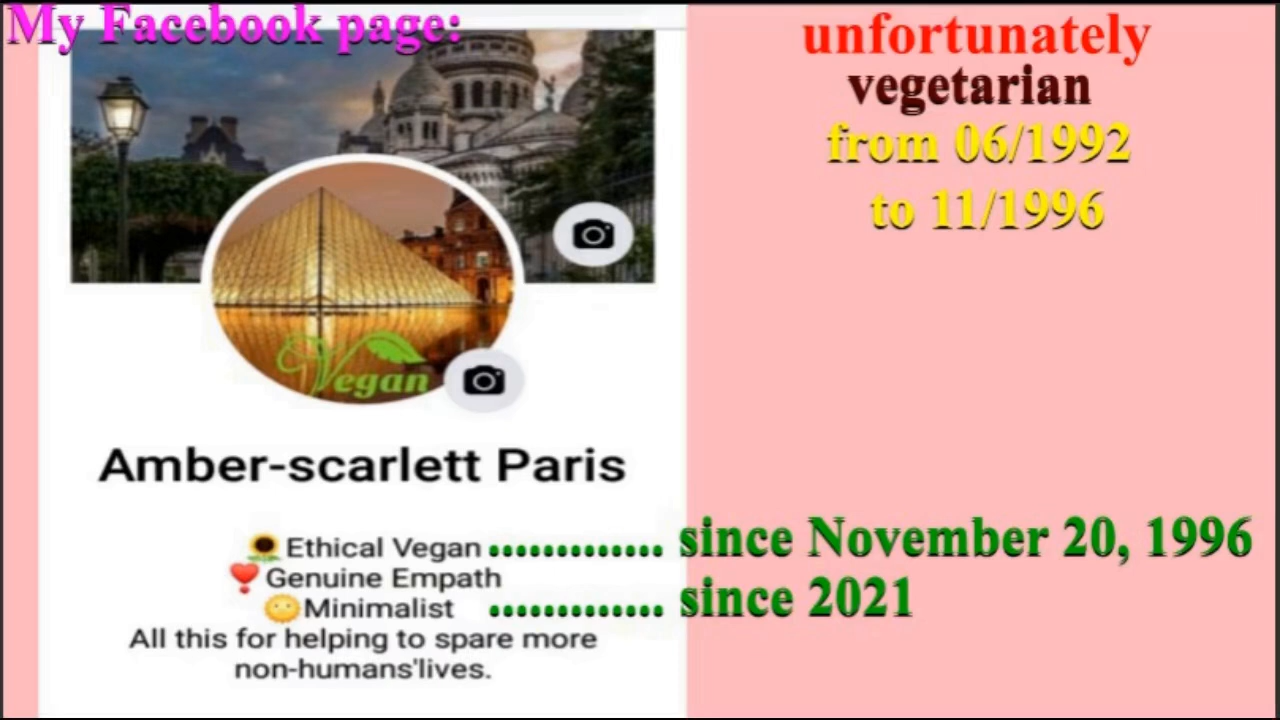 My Facebook page:
unfortunately
vegetarian
from 06/1992
to 11/1996
Vegan
Amber-scarlett Paris
🌻Ethical Vegan ............. since November 20, 1996
❣️Genuine Empath
🌝Minimalist ............. since 2021
All this for helping to spare more
non-humans'lives.